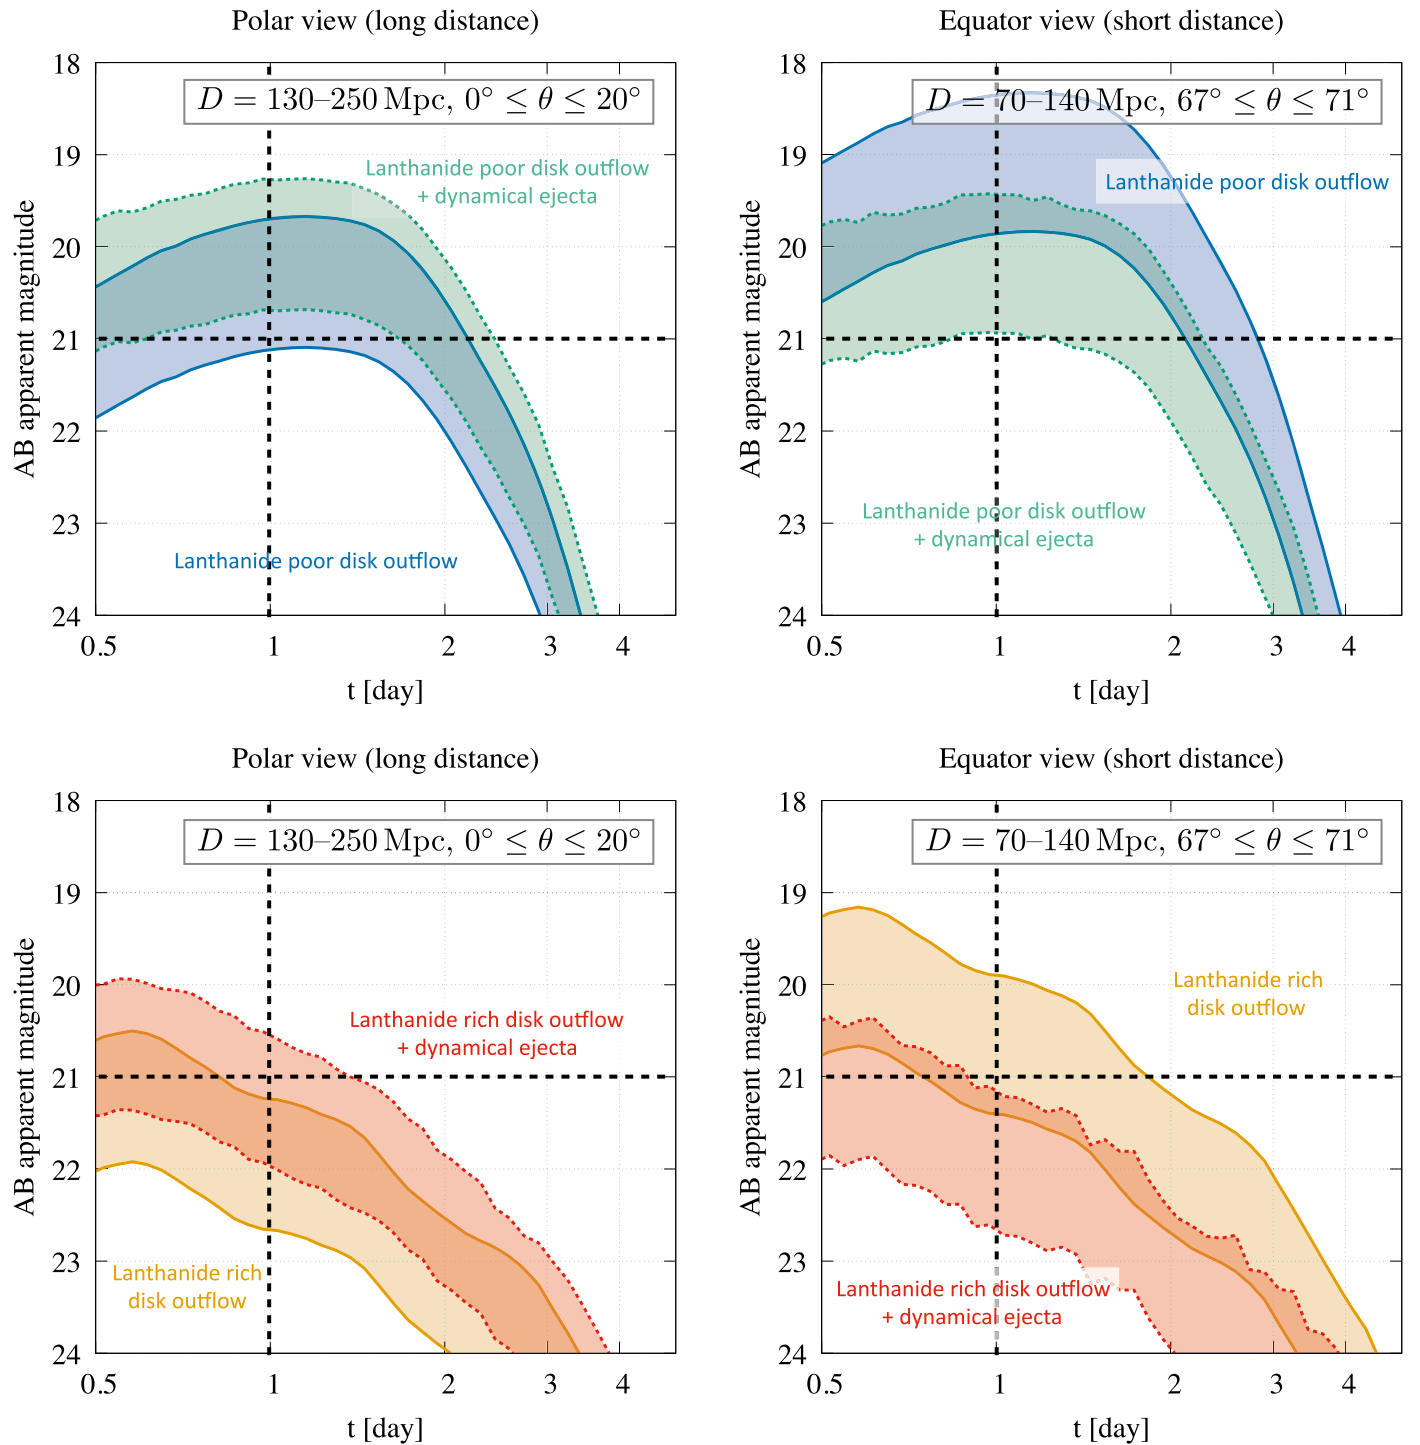 Polar view (long distance)
D = 130–250 Mpc, 0° ≤ θ ≤ 20°
Lanthanide poor disk outflow
+ dynamical ejecta
Lanthanide poor disk outflow
AB apparent magnitude
18
19
20
21
22
23
24
0.5
1
2
3
4
t [day]
Equator view (short distance)
D = 70–140 Mpc, 67° ≤ θ ≤ 71°
Lanthanide poor disk outflow
Lanthanide poor disk outflow
+ dynamical ejecta
AB apparent magnitude
18
19
20
21
22
23
24
0.5
1
2
3
4
t [day]
Polar view (long distance)
D = 130–250 Mpc, 0° ≤ θ ≤ 20°
Lanthanide rich disk outflow
+ dynamical ejecta
Lanthanide rich
disk outflow
AB apparent magnitude
18
19
20
21
22
23
24
0.5
1
2
3
4
t [day]
Equator view (short distance)
D = 70–140 Mpc, 67° ≤ θ ≤ 71°
Lanthanide rich
disk outflow
Lanthanide rich disk outflow
+ dynamical ejecta
AB apparent magnitude
18
19
20
21
22
23
24
0.5
1
2
3
4
t [day]